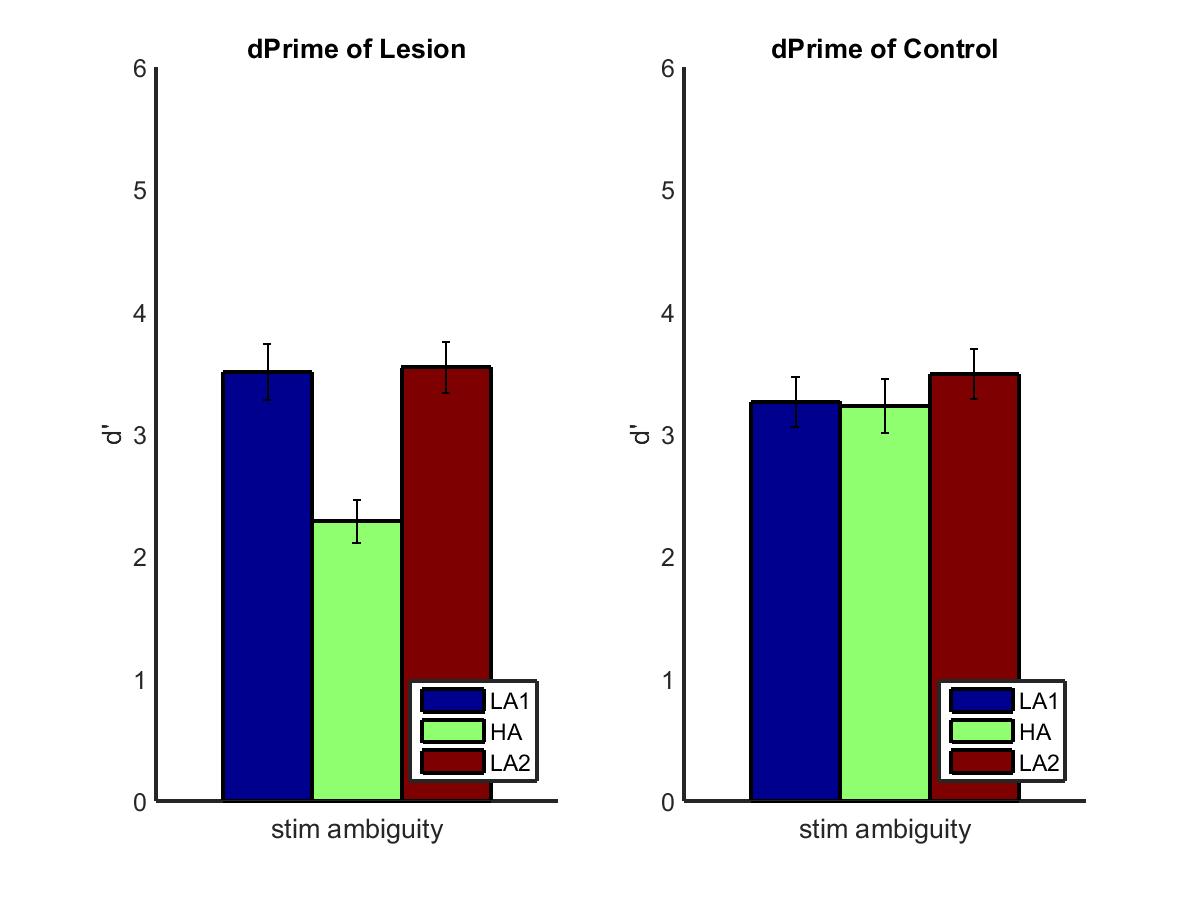 dPrime of Lesion
6
5
4
3
2
1
0
d'
stim ambiguity
LA1
HA
LA2
dPrime of Control
6
5
4
3
2
1
0
d'
stim ambiguity
LA1
HA
LA2